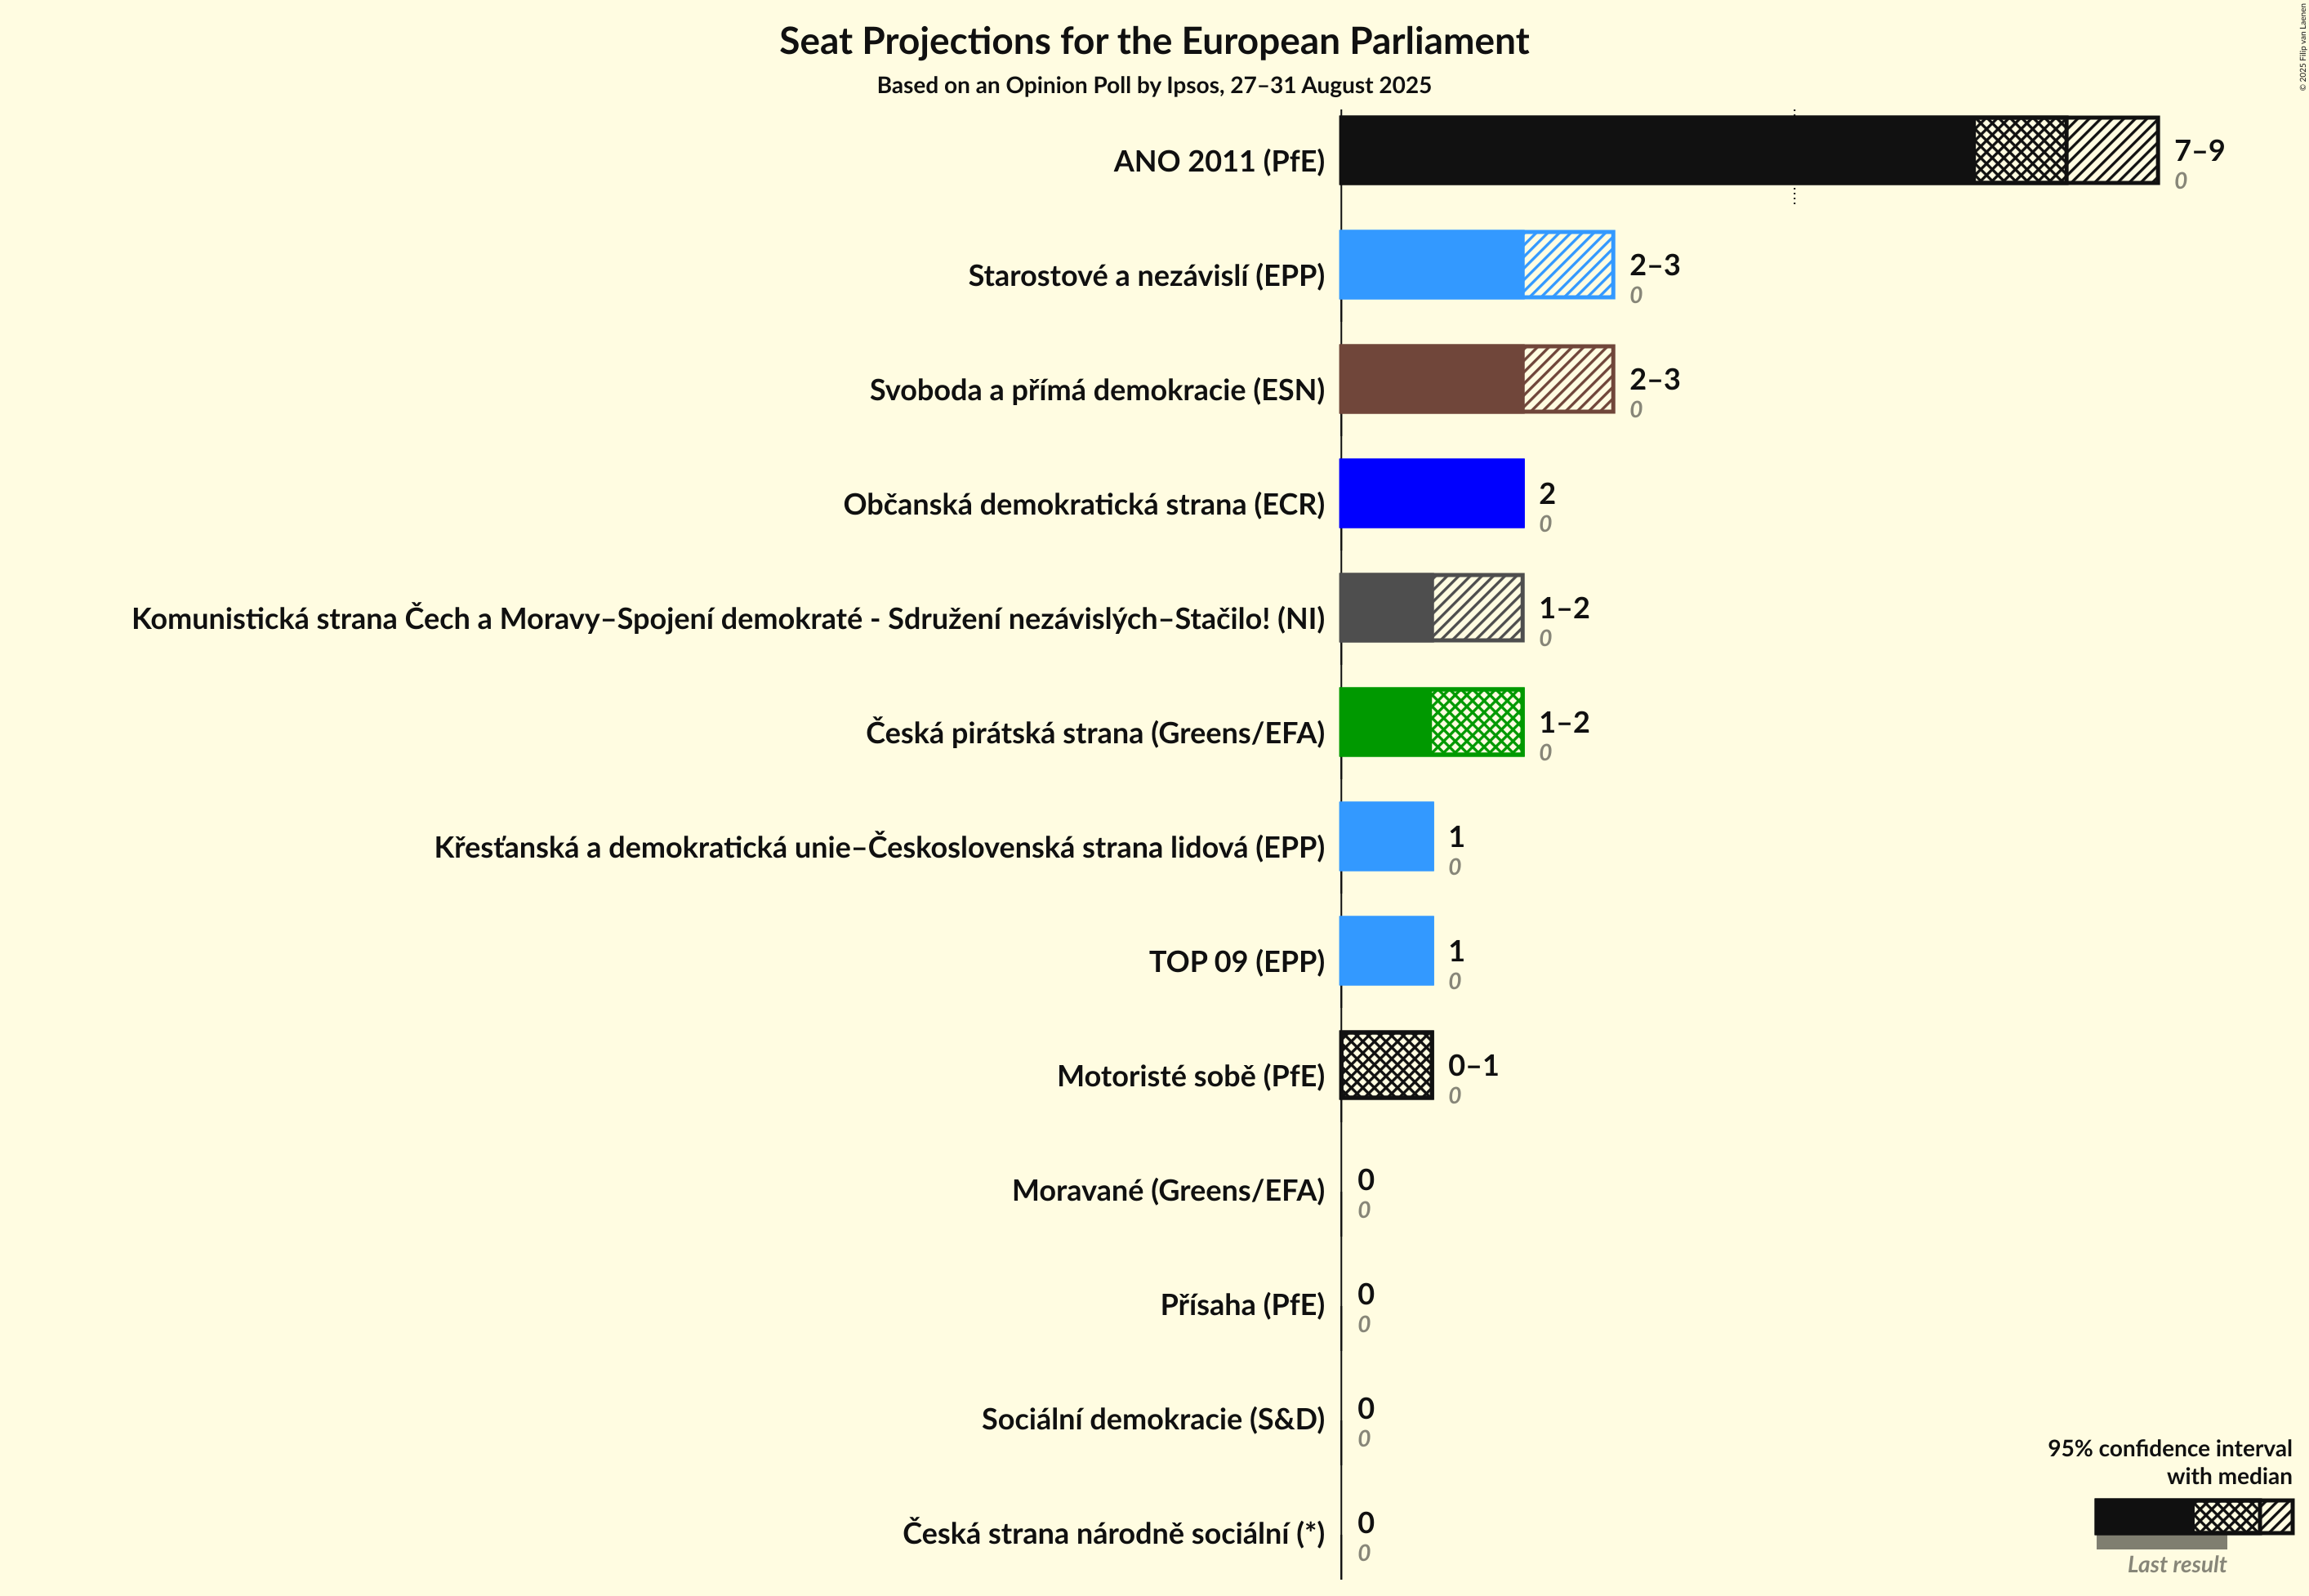 © 2025 Filip van Laenen
Seat Projections for the European Parliament
Based on an Opinion Poll by Ipsos, 27–31 August 2025
ANO 2011 (PfE)
7–9
0
Starostové a nezávislí (EPP)
2–3
0
Svoboda a přímá demokracie (ESN)
2–3
0
Občanská demokratická strana (ECR)
2
0
Komunistická strana Čech a Moravy–Spojení demokraté - Sdružení nezávislých–Stačilo! (NI)
1–2
0
Česká pirátská strana (Greens/EFA)
1–2
0
Křesťanská a demokratická unie–Československá strana lidová (EPP)
1
0
TOP 09 (EPP)
1
0
Motoristé sobě (PfE)
0–1
0
Moravané (Greens/EFA)
0
0
Přísaha (PfE)
0
0
Sociální demokracie (S&D)
0
0
Česká strana národně sociální (*)
0
0
95% confidence interval
with median
Last result